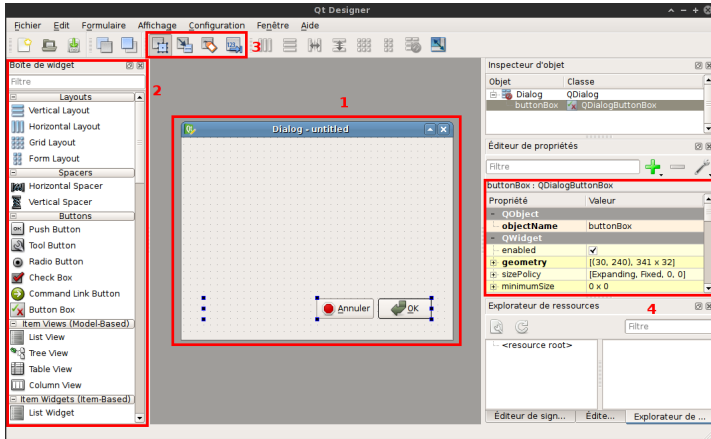 Qt Designer
Fichier Edit Formulaire Affichage Configuration Fenêtre Aide
3
Boîte de widget
Filtre
2
Layouts
Vertical Layout
Horizontal Layout
Grid Layout
Form Layout
Spacers
Horizontal Spacer
Vertical Spacer
Buttons
Push Button
Tool Button
Radio Button
Check Box
Command Link Button
Button Box
Item Views (Model-Based)
List View
Tree View
Table View
Column View
Item Widgets (Item-Based)
List Widget
1
Dialog - untitled
Annuler OK
Inspecteur d'objet
Objet Classe
Dialog QDialog
buttonBox QDialogButtonBox
Éditeur de propriétés
Filtre
buttonBox : QDialogButtonBox
Propriété Valeur
QObject
objectName buttonBox
QWidget
enabled
geometry [(30, 240), 341 x 32]
sizePolicy [Expanding, Fixed, 0, 0]
minimumSize 0 x 0
Explorateur de ressources
4
Filtre
<resource root>
Éditeur de sign... Édite... Explorateur de ...